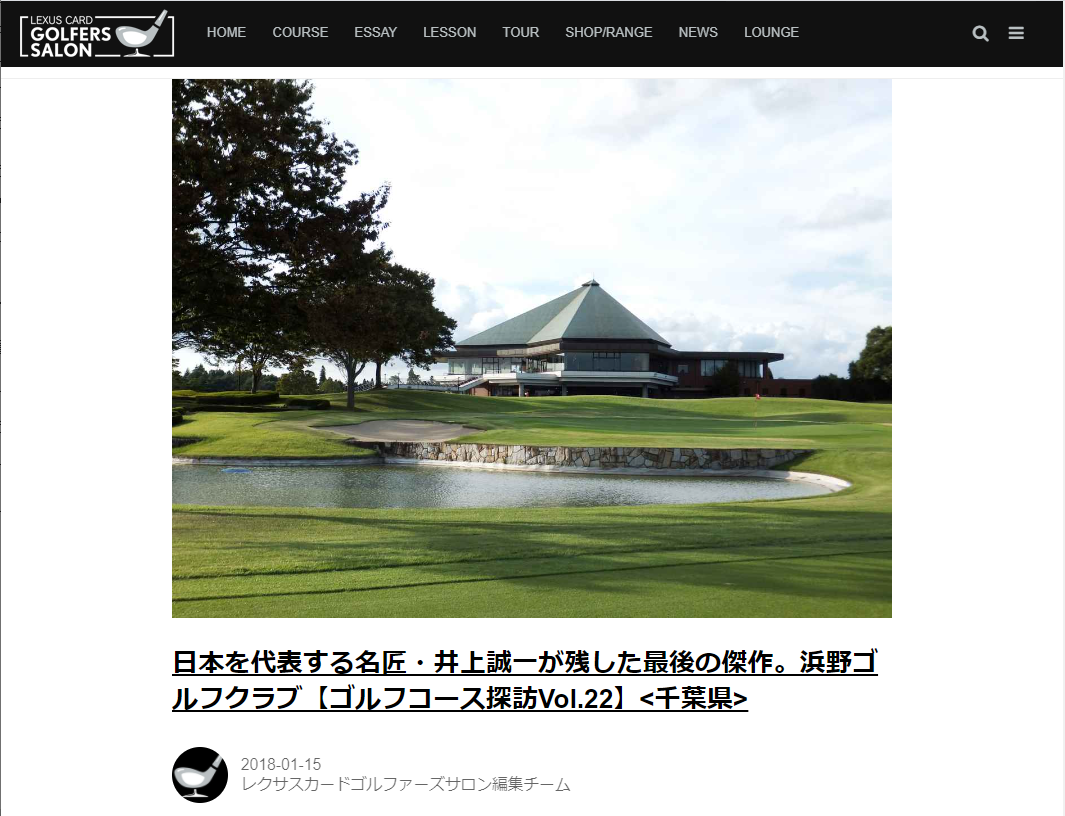 LEXUS CARD
GOLFERS
SALON
HOME COURSE ESSAY LESSON TOUR SHOP/RANGE NEWS LOUNGE
日本を代表する名匠・井上誠一が残した最後の傑作。浜野ゴ
ルフクラブ【ゴルフコース探訪Vol.22】<千葉県>
2018-01-15
レクサスカードゴルファーズサロン編集チーム